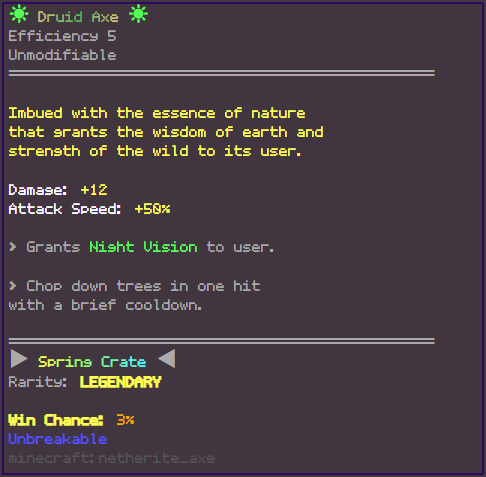 ☀ Druid Axe ☀
Efficiency 5
Unmodifiable
Imbued with the essence of nature
that grants the wisdom of earth and
strength of the wild to its user.
Damage: +12
Attack Speed: +50%
> Grants Night Vision to user.
> Chop down trees in one hit
with a brief cooldown.
▶ Spring Crate ◀
Rarity: LEGENDARY
Win Chance: 3%
Unbreakable
minecraft:netherite_axe